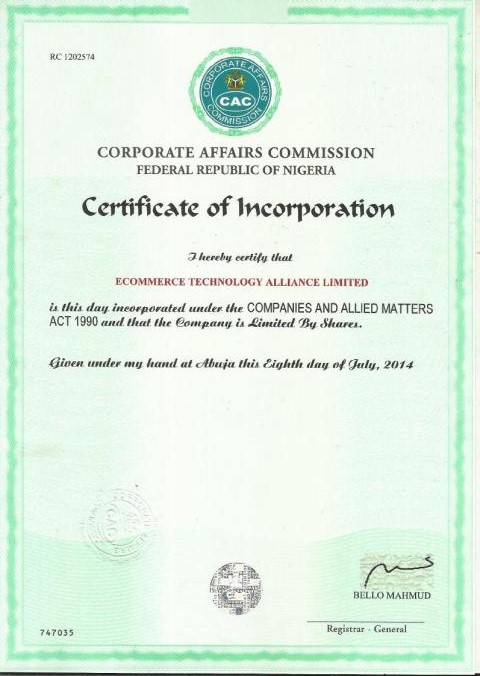 RC 1202574
CORPORATE AFFAIRS
CAC
COMMISSION
CORPORATE AFFAIRS COMMISSION
FEDERAL REPUBLIC OF NIGERIA
Certificate of Incorporation
I hereby certify that
ECOMMERCE TECHNOLOGY ALLIANCE LIMITED
is this day incorporated under the COMPANIES AND ALLIED MATTERS
ACT 1990 and that the Company is Limited By Shares.
Given under my hand at Abuja this Eighth day of July, 2014
CAC
BELLO MAHMUD
Registrar - General
747035